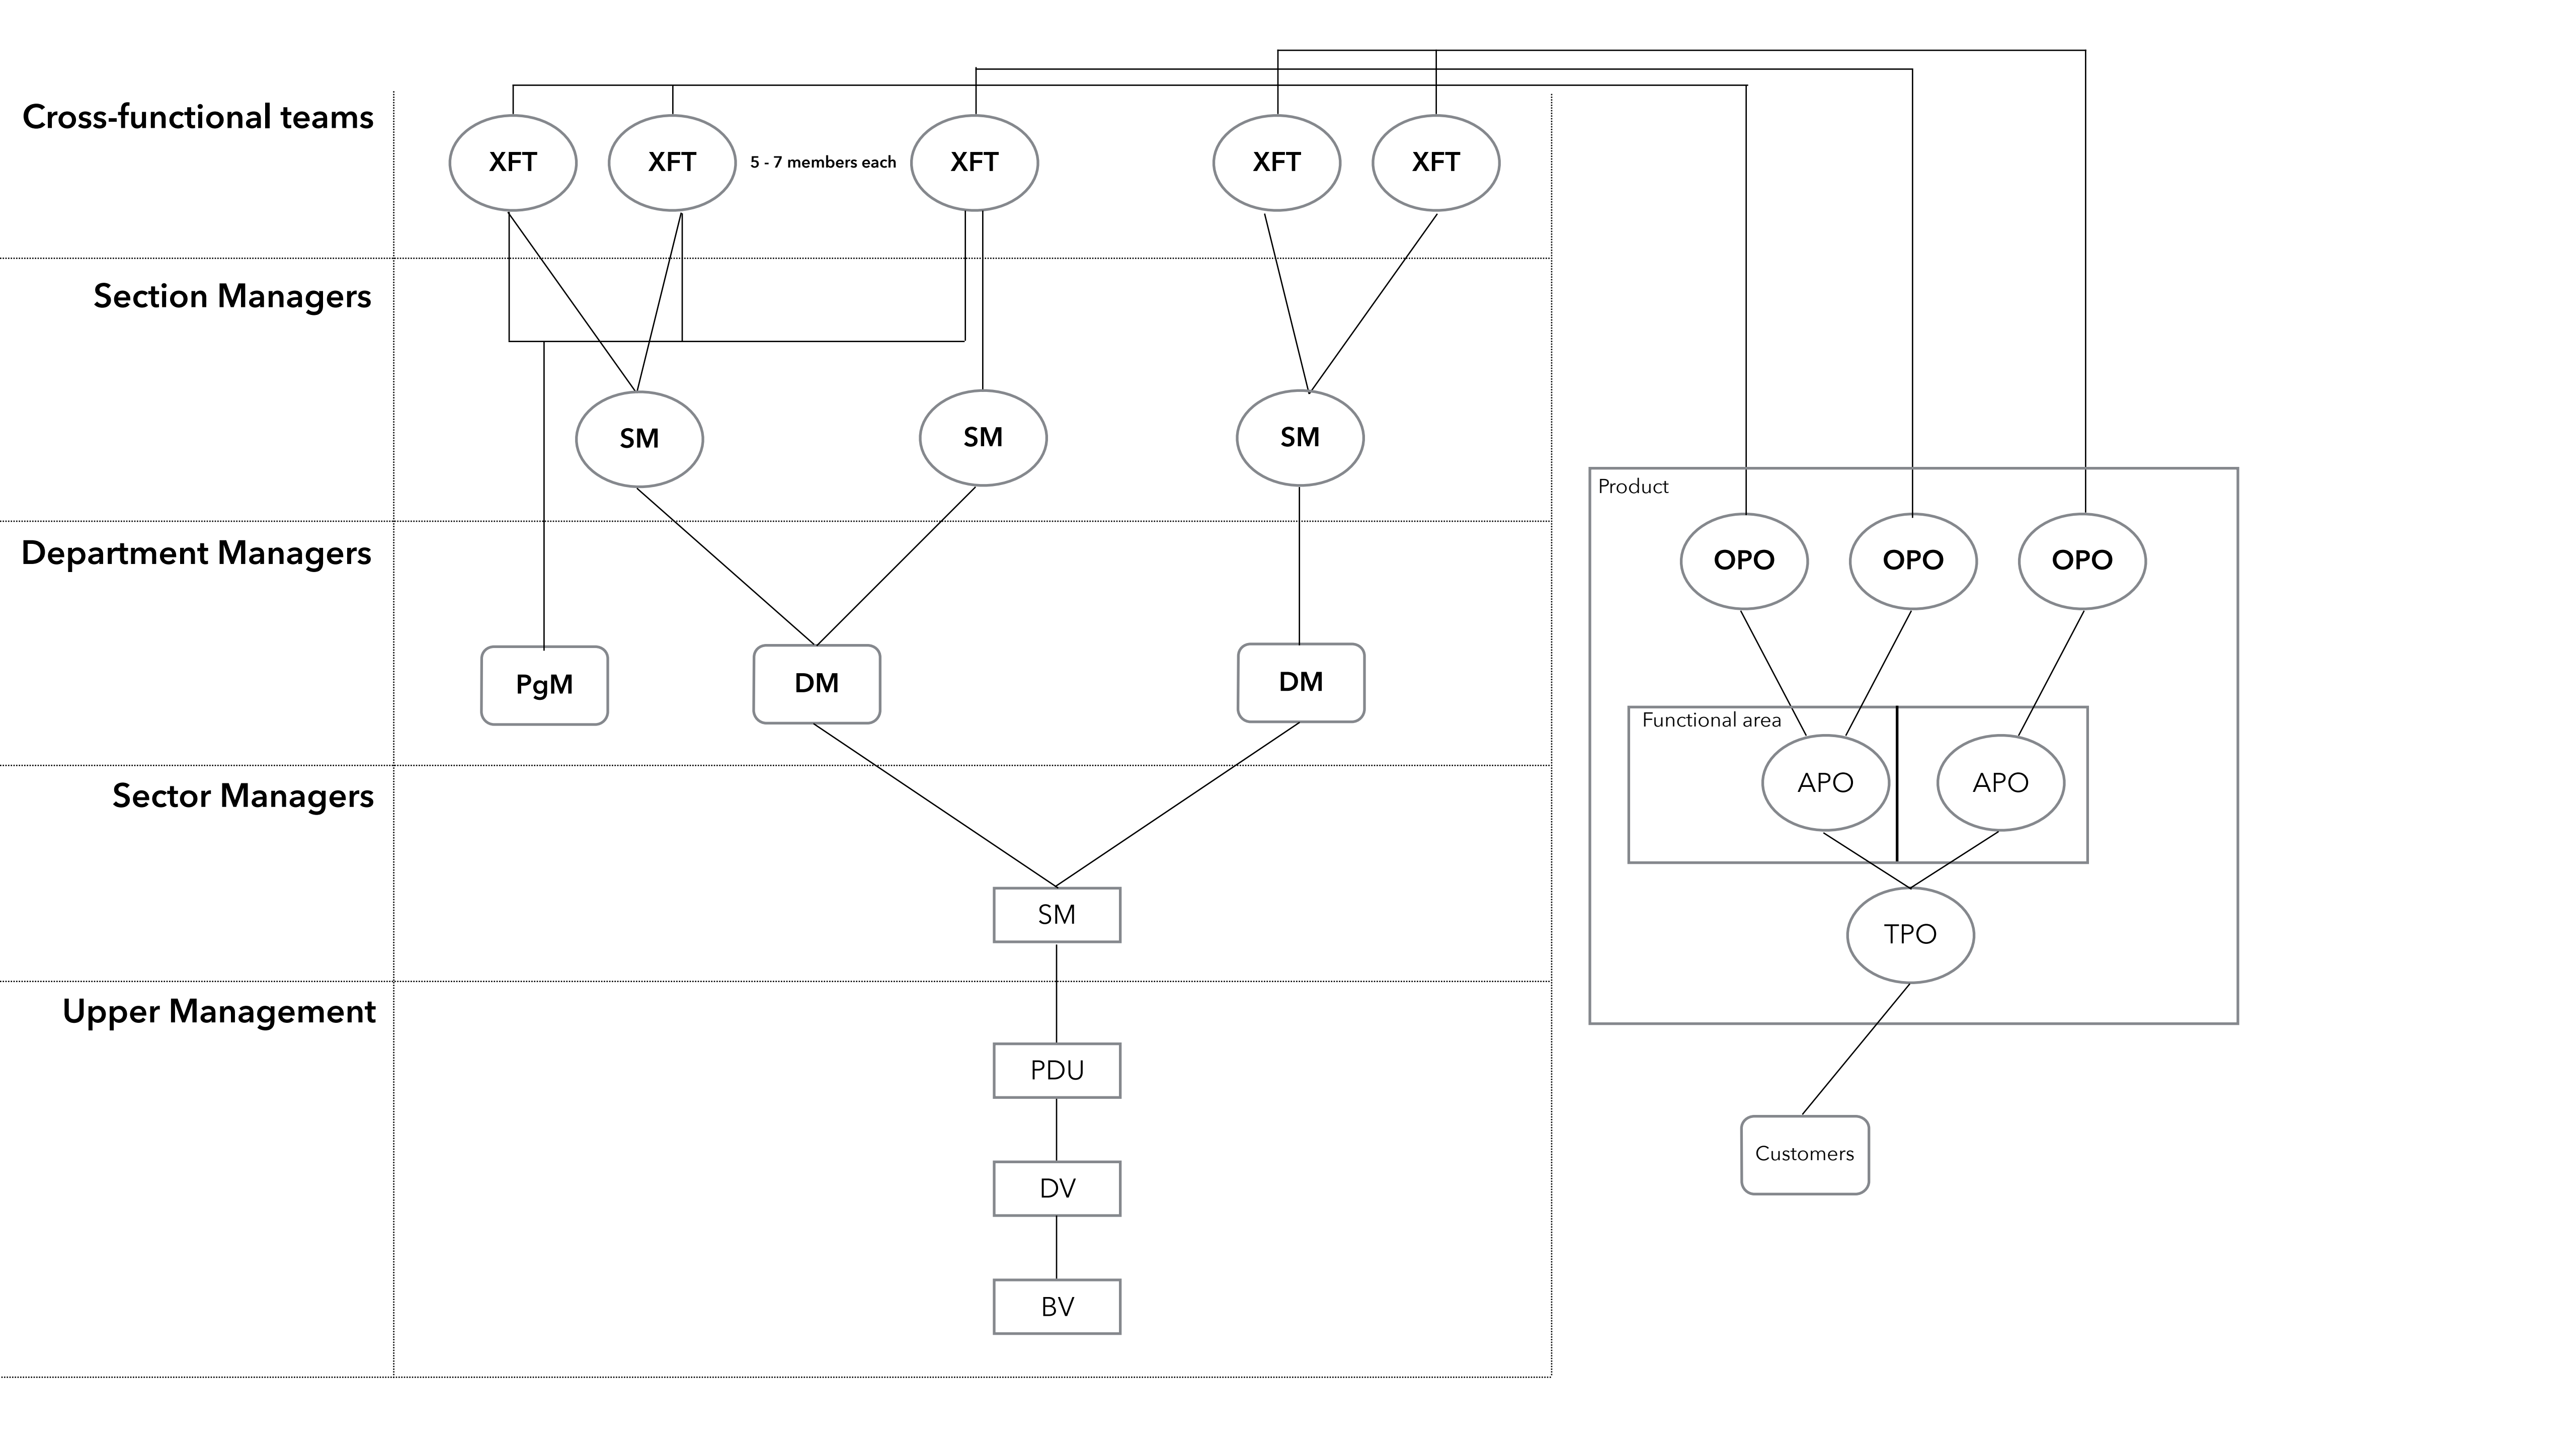 Cross-functional teams
XFT
XFT
5 - 7 members each
XFT
XFT
XFT
Section Managers
SM
SM
SM
Department Managers
PgM
DM
DM
Sector Managers
SM
Upper Management
PDU
DV
BV
Product
OPO
OPO
OPO
Functional area
APO
APO
TPO
Customers